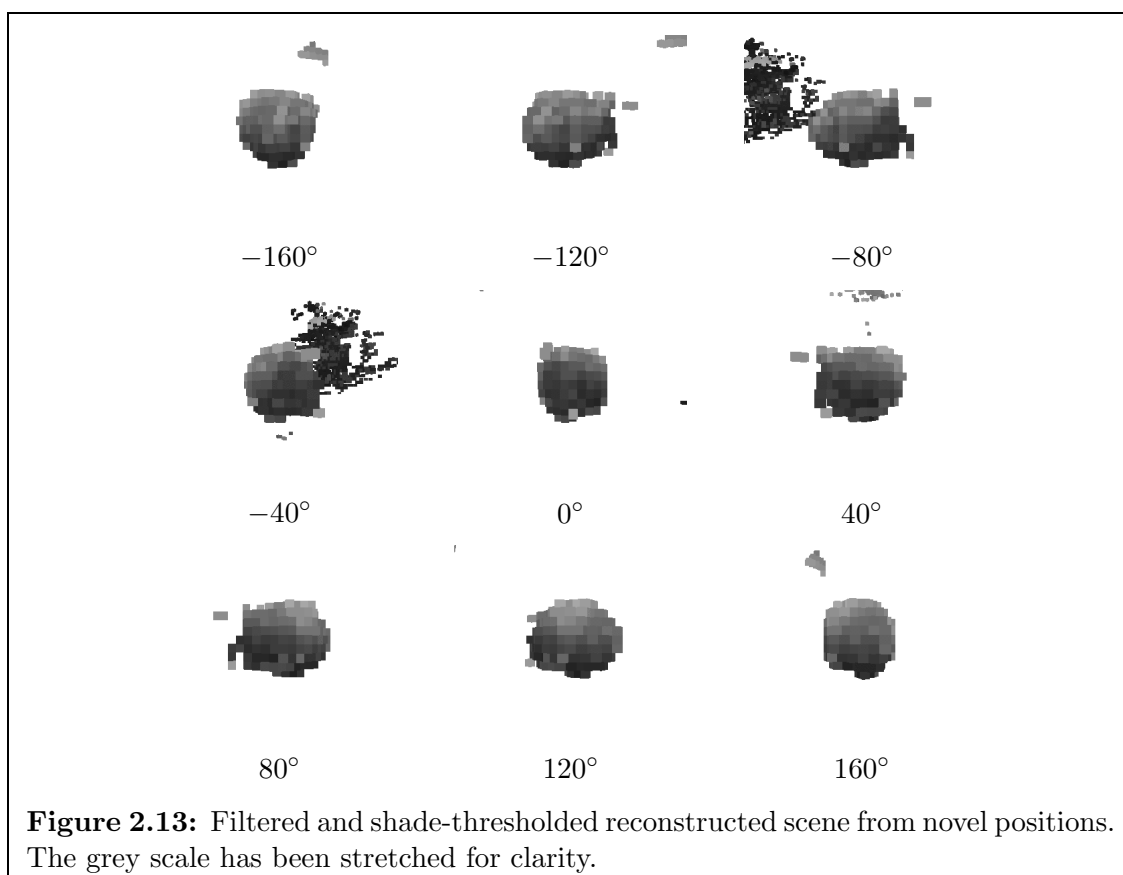 −160° −120° −80°
−40° 0° 40°
80° 120° 160°
Figure 2.13: Filtered and shade-thresholded reconstructed scene from novel positions.
The grey scale has been stretched for clarity.